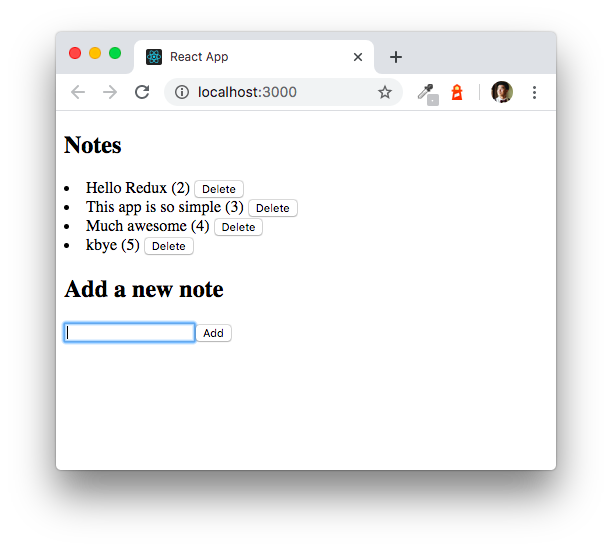 React App
localhost:3000
Notes
Hello Redux (2) Delete
This app is so simple (3) Delete
Much awesome (4) Delete
kbye (5) Delete
Add a new note
Add